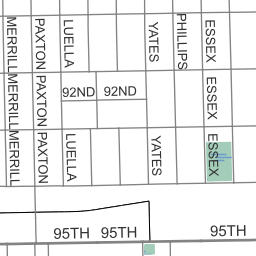 MERRILL
PAXTON
LUELLA
YATES
PHILLIPS
ESSEX
MERRILL
PAXTON
92ND
92ND
ESSEX
MERRILL
PAXTON
LUELLA
YATES
ESSEX
95TH
95TH
95TH